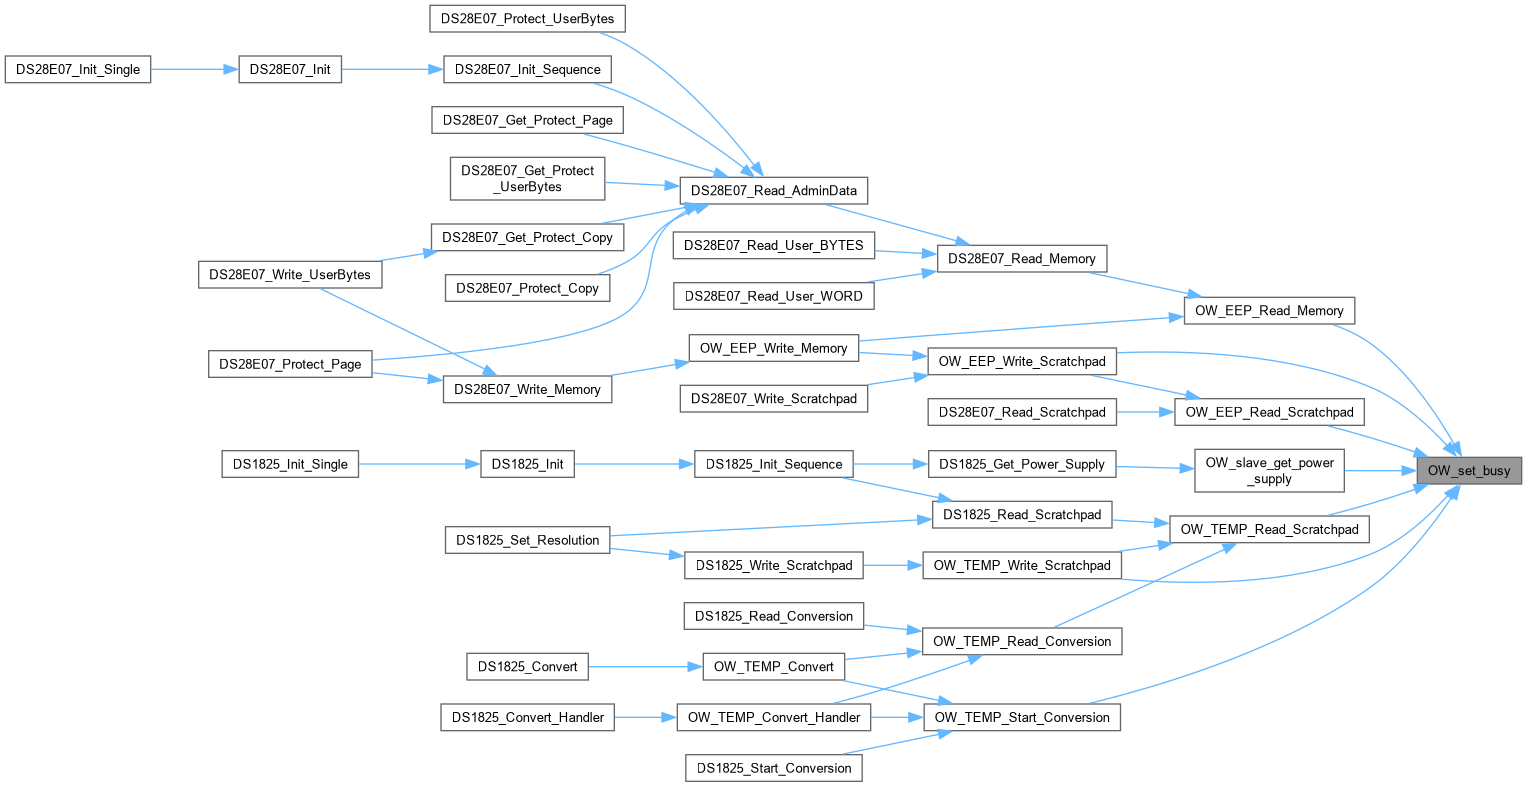 DS28E07_Protect_UserBytes
DS28E07_Init_Single
DS28E07_Init
DS28E07_Init_Sequence
DS28E07_Get_Protect_Page
DS28E07_Get_Protect
_UserBytes
DS28E07_Read_AdminData
DS28E07_Get_Protect_Copy
DS28E07_Read_User_BYTES
DS28E07_Read_Memory
DS28E07_Write_UserBytes
DS28E07_Protect_Copy
DS28E07_Read_User_WORD
OW_EEP_Read_Memory
OW_EEP_Write_Memory
DS28E07_Protect_Page
OW_EEP_Write_Scratchpad
DS28E07_Write_Memory
DS28E07_Write_Scratchpad
DS28E07_Read_Scratchpad
OW_EEP_Read_Scratchpad
DS1825_Init_Single
DS1825_Init
DS1825_Init_Sequence
DS1825_Get_Power_Supply
OW_slave_get_power
_supply
OW_set_busy
DS1825_Read_Scratchpad
OW_TEMP_Read_Scratchpad
DS1825_Set_Resolution
DS1825_Write_Scratchpad
OW_TEMP_Write_Scratchpad
DS1825_Read_Conversion
OW_TEMP_Read_Conversion
DS1825_Convert
OW_TEMP_Convert
DS1825_Convert_Handler
OW_TEMP_Convert_Handler
OW_TEMP_Start_Conversion
DS1825_Start_Conversion